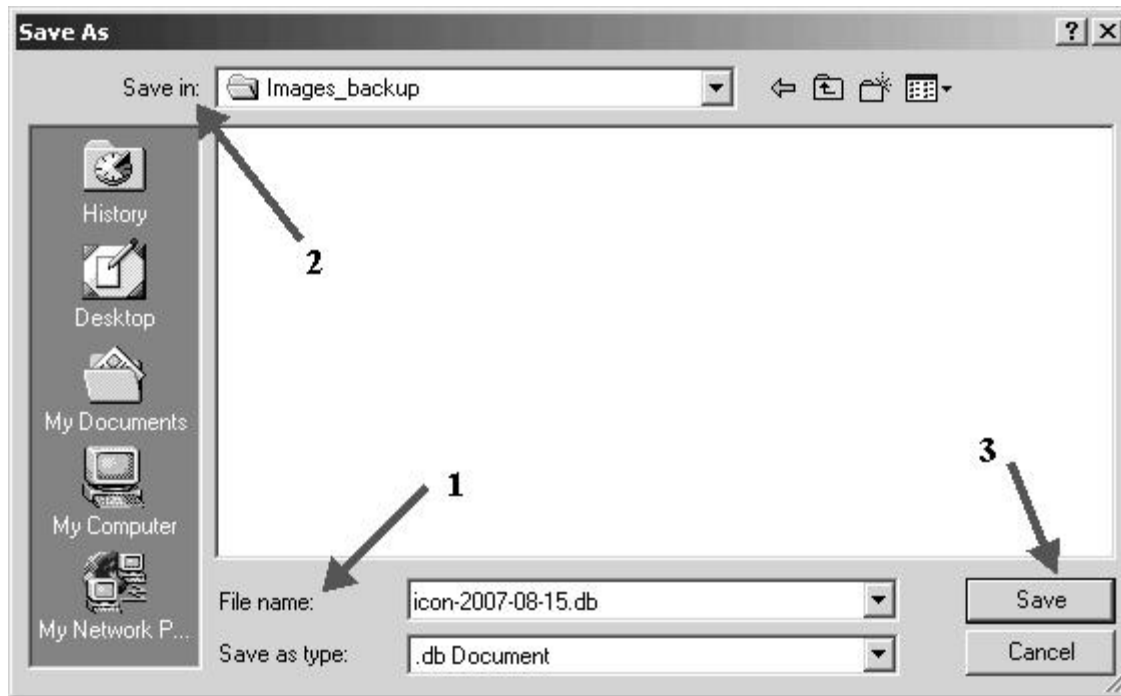 Save As
Save in: Images_backup
History
2
Desktop
My Documents
My Computer
My Network P...
1
3
File name: icon-2007-08-15.db
Save
Save as type: .db Document
Cancel